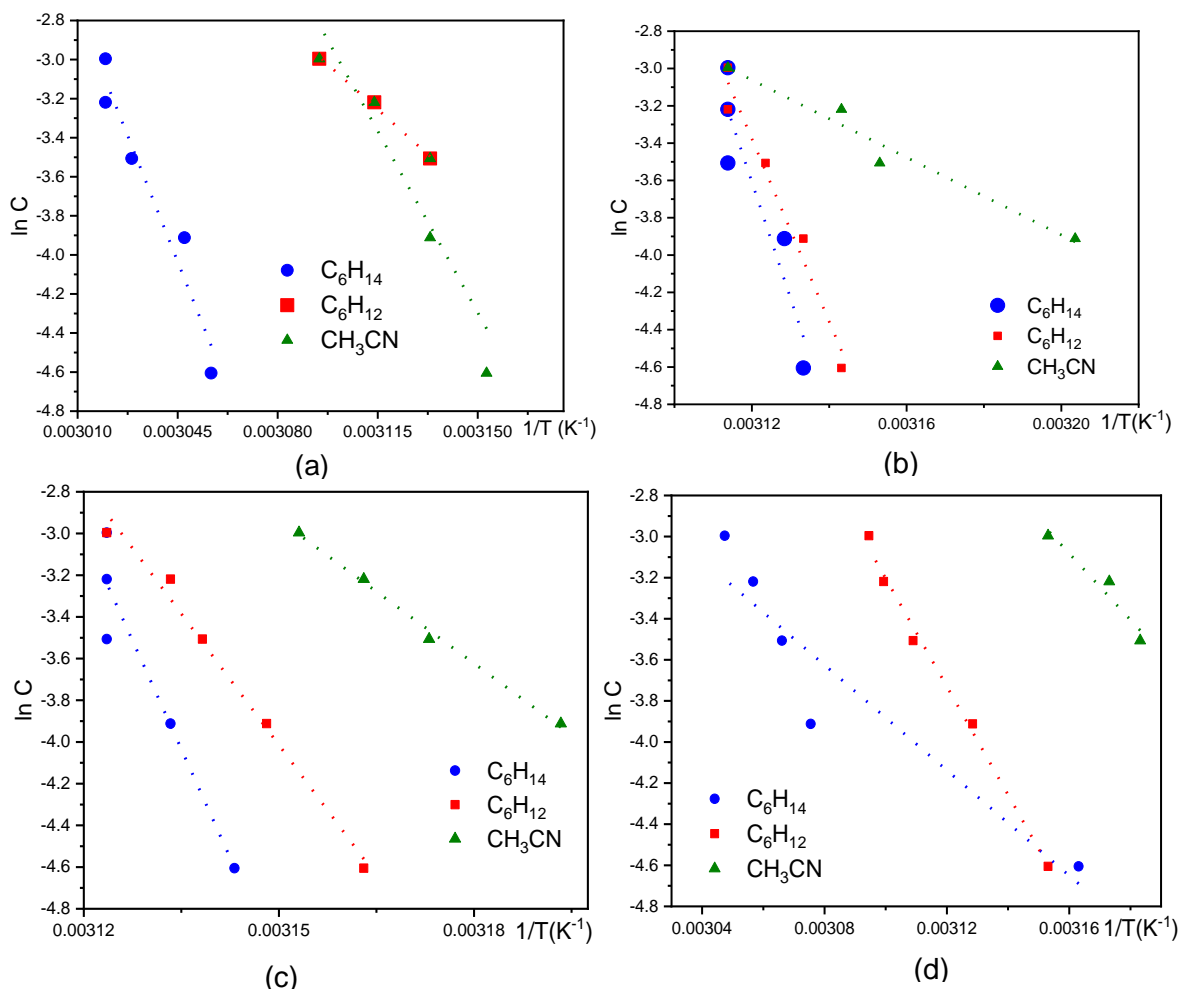 -2.8
-3.0
-3.2
-3.4
-3.6
-3.8
-4.0
-4.2
-4.4
-4.6
-4.8
ln C
C₆H₁₄
C₆H₁₂
CH₃CN
0.003010 0.003045 0.003080 0.003115 0.003150 1/T (K⁻¹)
(a)
-2.8
-3.0
-3.2
-3.4
-3.6
-3.8
-4.0
-4.2
-4.4
-4.6
-4.8
ln C
C₆H₁₄
C₆H₁₂
CH₃CN
0.00312 0.00316 0.00320
1/T(K⁻¹)
(b)
-2.8
-3.0
-3.2
-3.4
-3.6
-3.8
-4.0
-4.2
-4.4
-4.6
-4.8
ln C
C₆H₁₄
C₆H₁₂
CH₃CN
0.00312 0.00315 0.00318 1/T(K⁻¹)
(c)
-2.8
-3.0
-3.2
-3.4
-3.6
-3.8
-4.0
-4.2
-4.4
-4.6
-4.8
ln C
C₆H₁₄
C₆H₁₂
CH₃CN
0.00304 0.00308 0.00312 0.00316 1/T(K⁻¹)
(d)